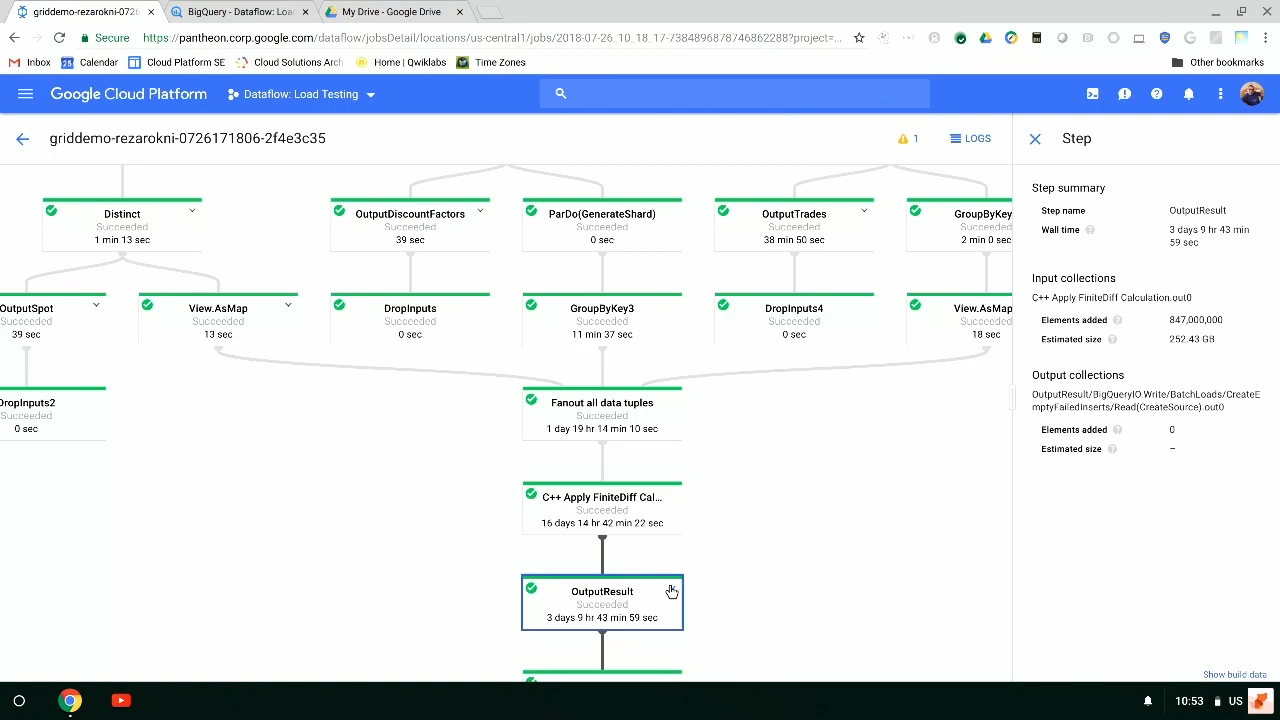 griddemo-rezarokni-0726
BigQuery - Dataflow: Loa
My Drive - Google Drive
Secure
https://pantheon.corp.google.com/dataflow/jobsDetail/locations/us-central1/jobs/2018-07-26_10_18_17-7384896878746862288?project=...
Inbox
Calendar
Cloud Platform SE
Cloud Solutions Arch
Home | Qwiklabs
Time Zones
Other bookmarks
Google Cloud Platform
Dataflow: Load Testing
griddemo-rezarokni-0726171806-2f4e3c35
1
LOGS
Distinct
Succeeded
1 min 13 sec
OutputDiscountFactors
Succeeded
39 sec
ParDo(GenerateShard)
Succeeded
0 sec
OutputTrades
Succeeded
38 min 50 sec
GroupByKey
Succeeded
2 min 0 sec
OutputSpot
Succeeded
39 sec
View.AsMap
Succeeded
13 sec
DropInputs
Succeeded
0 sec
GroupByKey3
Succeeded
11 min 37 sec
DropInputs4
Succeeded
0 sec
View.AsMap
Succeeded
18 sec
DropInputs2
Succeeded
0 sec
Fanout all data tuples
Succeeded
1 day 19 hr 14 min 10 sec
C++ Apply FiniteDiff Cal...
Succeeded
16 days 14 hr 42 min 22 sec
OutputResult
Succeeded
3 days 9 hr 43 min 59 sec
Step
Step summary
Step name OutputResult
Wall time 3 days 9 hr 43 min
59 sec
Input collections
C++ Apply FiniteDiff Calculation.out0
Elements added 847,000,000
Estimated size 252.43 GB
Output collections
OutputResult/BigQueryIO.Write/BatchLoads/CreateE
mptyFailedInserts/Read(CreateSource).out0
Elements added 0
Estimated size –
Show build data
10:53 US